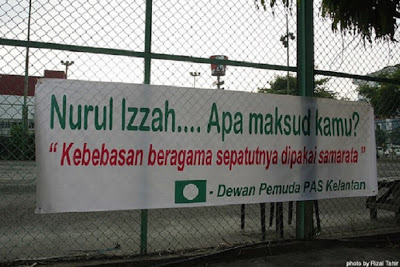 Nurul Izzah.... Apa maksud kamu?
" Kebebasan beragama sepatutnya dipakai samarata "
- Dewan Pemuda PAS Kelantan
photo by Rizal Tahir